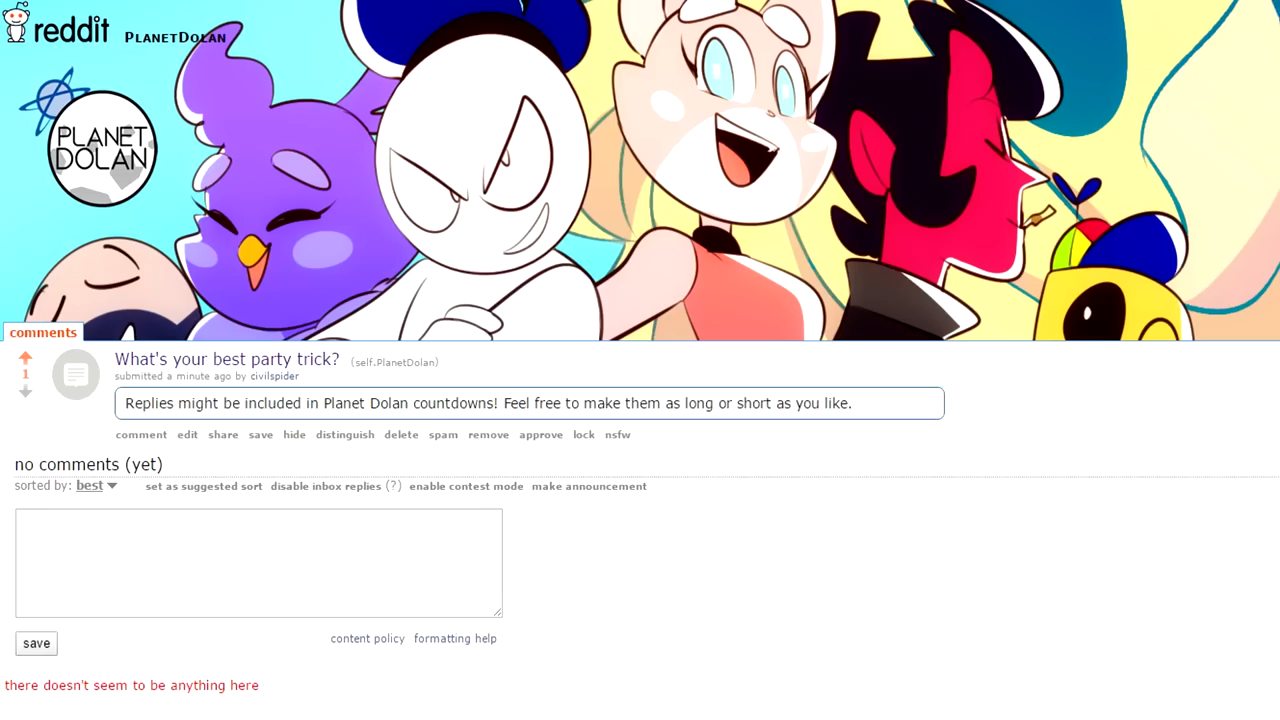 reddit PlanetDolan
PLANET
DOLAN
comments
1
What's your best party trick? (self.PlanetDolan)
submitted a minute ago by civilspider
Replies might be included in Planet Dolan countdowns! Feel free to make them as long or short as you like.
comment edit share save hide distinguish delete spam remove approve lock nsfw
no comments (yet)
sorted by: best set as suggested sort disable inbox replies (?) enable contest mode make announcement
save content policy formatting help
there doesn't seem to be anything here